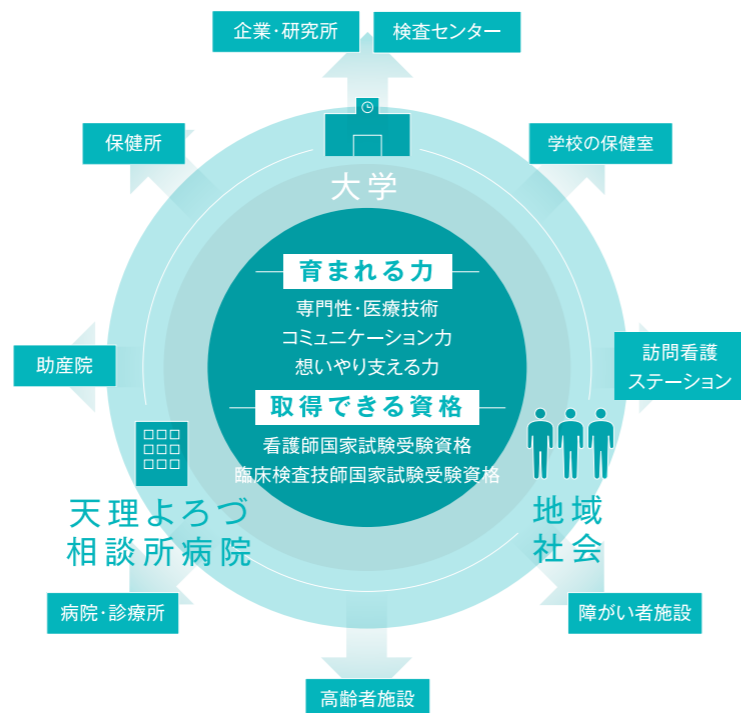 企業・研究所
検査センター
保健所
学校の保健室
大学
育まれる力
専門性・医療技術
コミュニケーション力
想いやり支える力
取得できる資格
看護師国家試験受験資格
臨床検査技師国家試験受験資格
助産院
訪問看護
ステーション
天理よろづ
相談所病院
地域
社会
病院・診療所
障がい者施設
高齢者施設